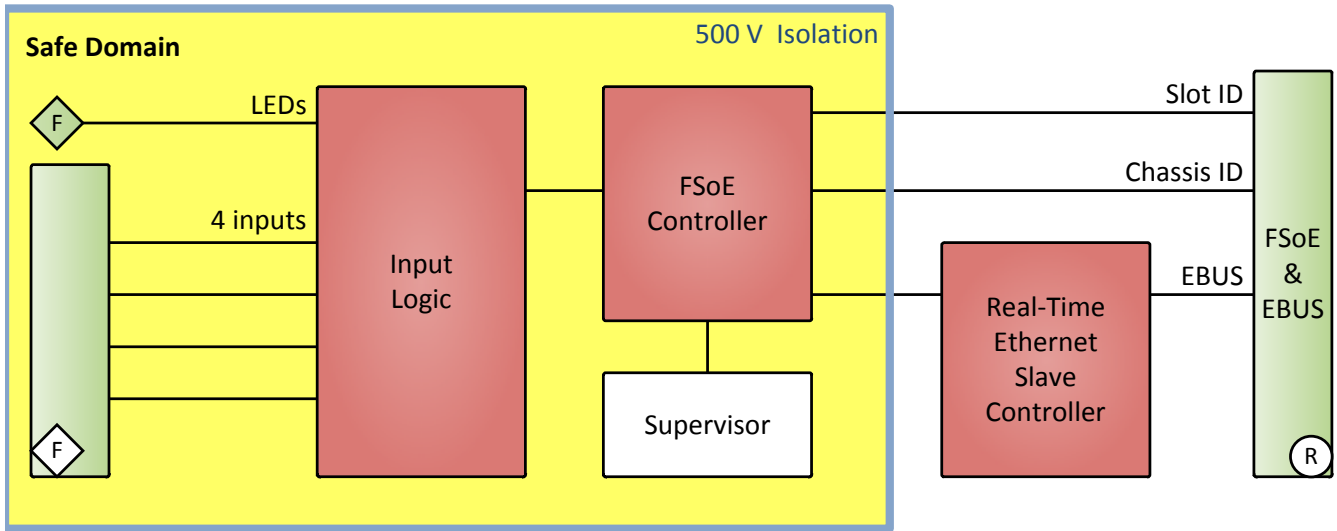 Safe Domain
500 V  Isolation
F
LEDs
4 inputs
F
Input
Logic
FSoE
Controller
Supervisor
Slot ID
Chassis ID
EBUS
Real-Time
Ethernet
Slave
Controller
FSoE
&
EBUS
R